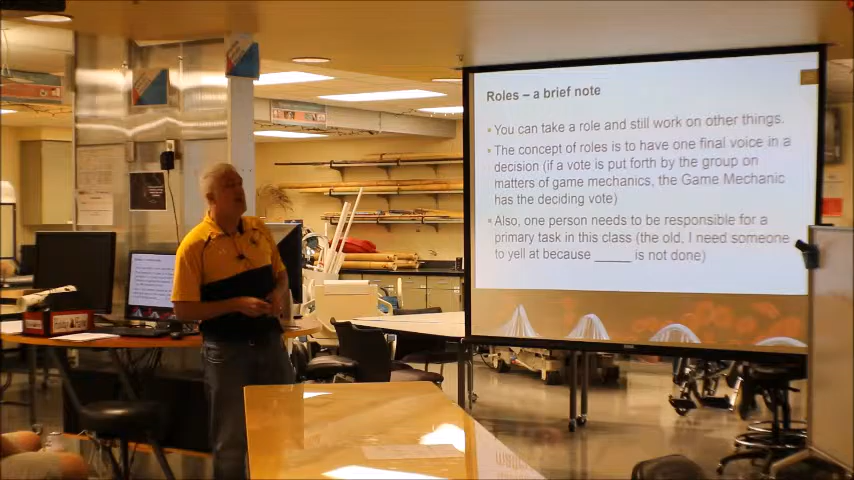 Roles – a brief note
• You can take a role and still work on other things.
• The concept of roles is to have one final voice in a
decision (if a vote is put forth by the group on
matters of game mechanics, the Game Mechanic
has the deciding vote)
• Also, one person needs to be responsible for a
primary task in this class (the old, I need someone
to yell at because _____ is not done)